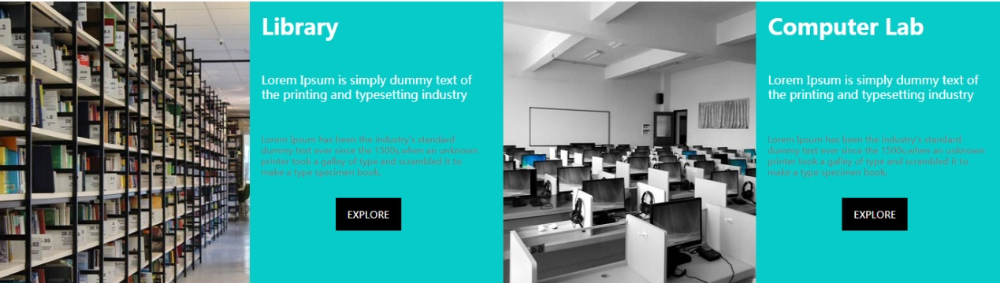 Library
Lorem Ipsum is simply dummy text of
the printing and typesetting industry
Lorem Ipsum has been the industry's standard
dummy text ever since the 1500s,when an unknown
printer took a galley of type and scrambled it to
make a type specimen book.
EXPLORE
Computer Lab
Lorem Ipsum is simply dummy text of
the printing and typesetting industry
Lorem Ipsum has been the industry's standard
dummy text ever since the 1500s,when an unknown
printer took a galley of type and scrambled it to
make a type specimen book.
EXPLORE